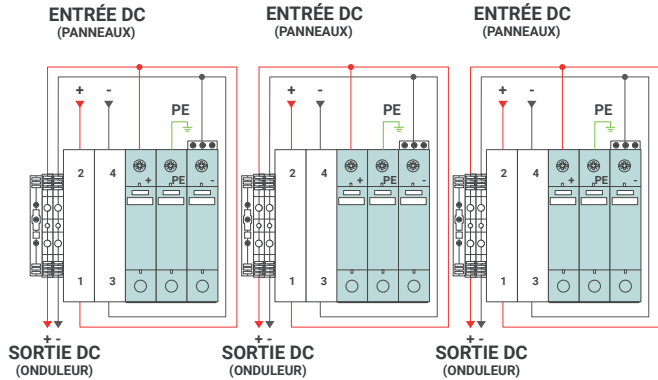 ENTRÉE DC
(PANNEAUX)
+ -
PE
2 4
+ PE -
1 3
+ -
SORTIE DC
(ONDULEUR)
ENTRÉE DC
(PANNEAUX)
+ -
PE
2 4
+ PE -
1 3
+ -
SORTIE DC
(ONDULEUR)
ENTRÉE DC
(PANNEAUX)
+ -
PE
2 4
+ PE -
1 3
+ -
SORTIE DC
(ONDULEUR)